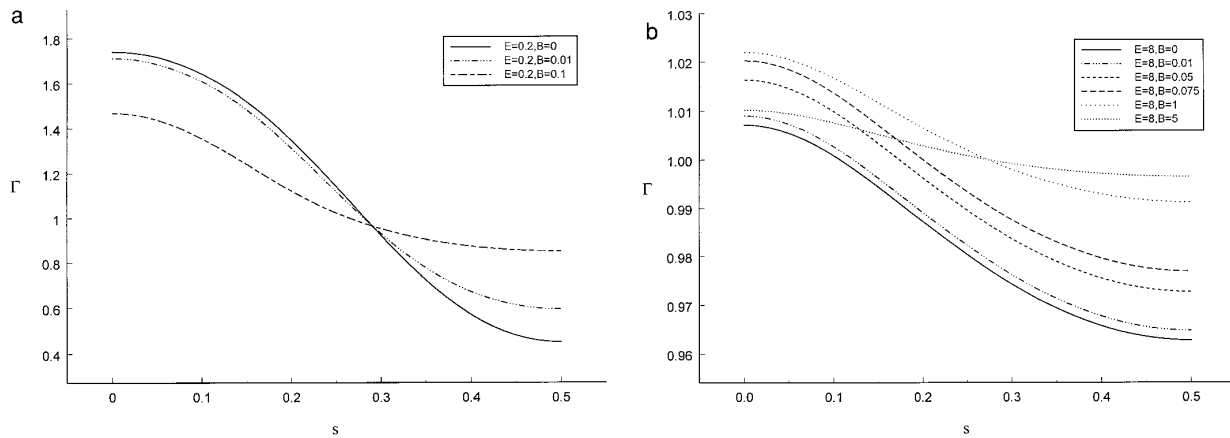 a
1.8
1.6
1.4
1.2
1
0.8
0.6
0.4
Γ
0 0.1 0.2 0.3 0.4 0.5
s
E=0.2,B=0
E=0.2,B=0.01
E=0.2,B=0.1
b
1.03
1.02
1.01
1.00
0.99
0.98
0.97
0.96
Γ
0.0 0.1 0.2 0.3 0.4 0.5
s
E=8,B=0
E=8,B=0.01
E=8,B=0.05
E=8,B=0.075
E=8,B=1
E=8,B=5